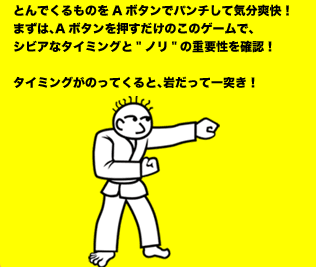 とんでくるものを A ボタンでパンチして気分爽快！
まずは、A ボタンを押すだけのこのゲームで、
シビアなタイミングと " ノリ " の重要性を確認！
タイミングがのってくると、岩だって一突き！